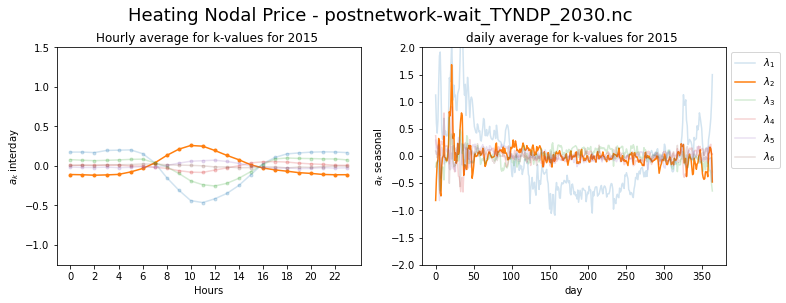 Heating Nodal Price - postnetwork-wait_TYNDP_2030.nc
Hourly average for k-values for 2015
daily average for k-values for 2015
1.5
1.0
0.5
0.0
−0.5
−1.0
a_k interday
0 2 4 6 8 10 12 14 16 18 20 22
Hours
2.0
1.5
1.0
0.5
0.0
−0.5
−1.0
−1.5
−2.0
a_k seasonal
0 50 100 150 200 250 300 350
day
λ₁
λ₂
λ₃
λ₄
λ₅
λ₆